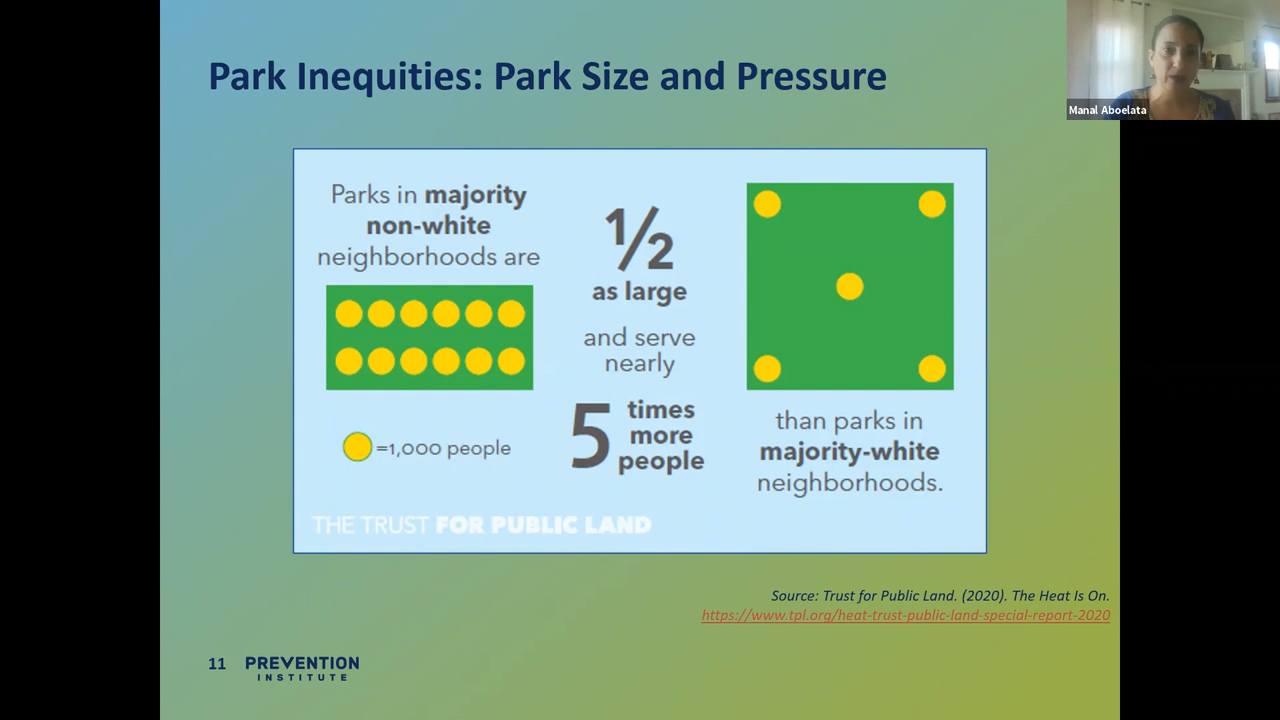 Park Inequities: Park Size and Pressure
Manal Aboelata
Parks in majority
non-white
neighborhoods are
=1,000 people
1/2
as large
and serve
nearly
5 times
more
people
than parks in
majority-white
neighborhoods.
THE TRUST FOR PUBLIC LAND
Source: Trust for Public Land. (2020). The Heat Is On.
https://www.tpl.org/heat-trust-public-land-special-report-2020
11 PREVENTION
INSTITUTE